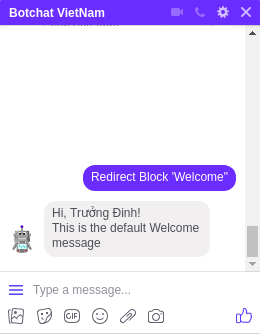 Botchat VietNam
Redirect Block 'Welcome"
Hi, Trưởng Đinh!
This is the default Welcome
message
Type a message...
GIF